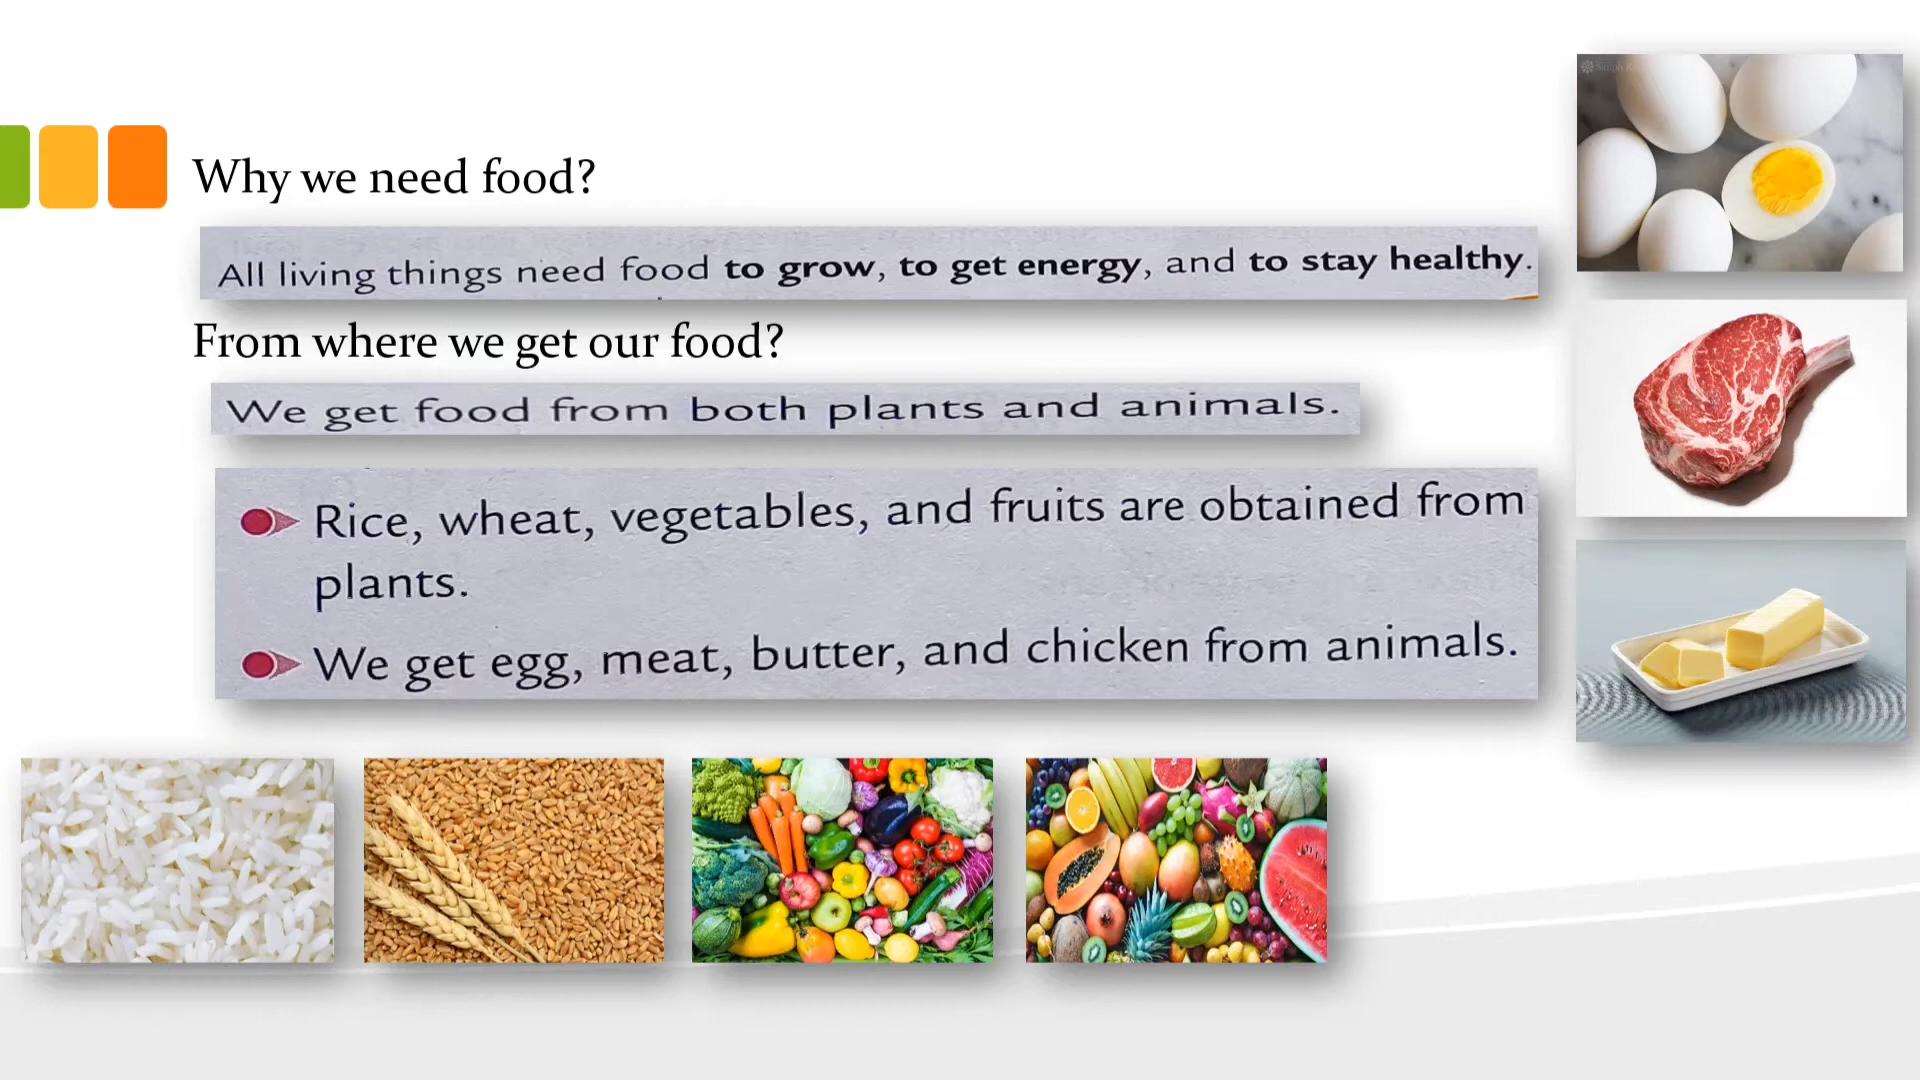 Why we need food?
All living things need food to grow, to get energy, and to stay healthy.
From where we get our food?
We get food from both plants and animals.
Rice, wheat, vegetables, and fruits are obtained from
plants.
We get egg, meat, butter, and chicken from animals.